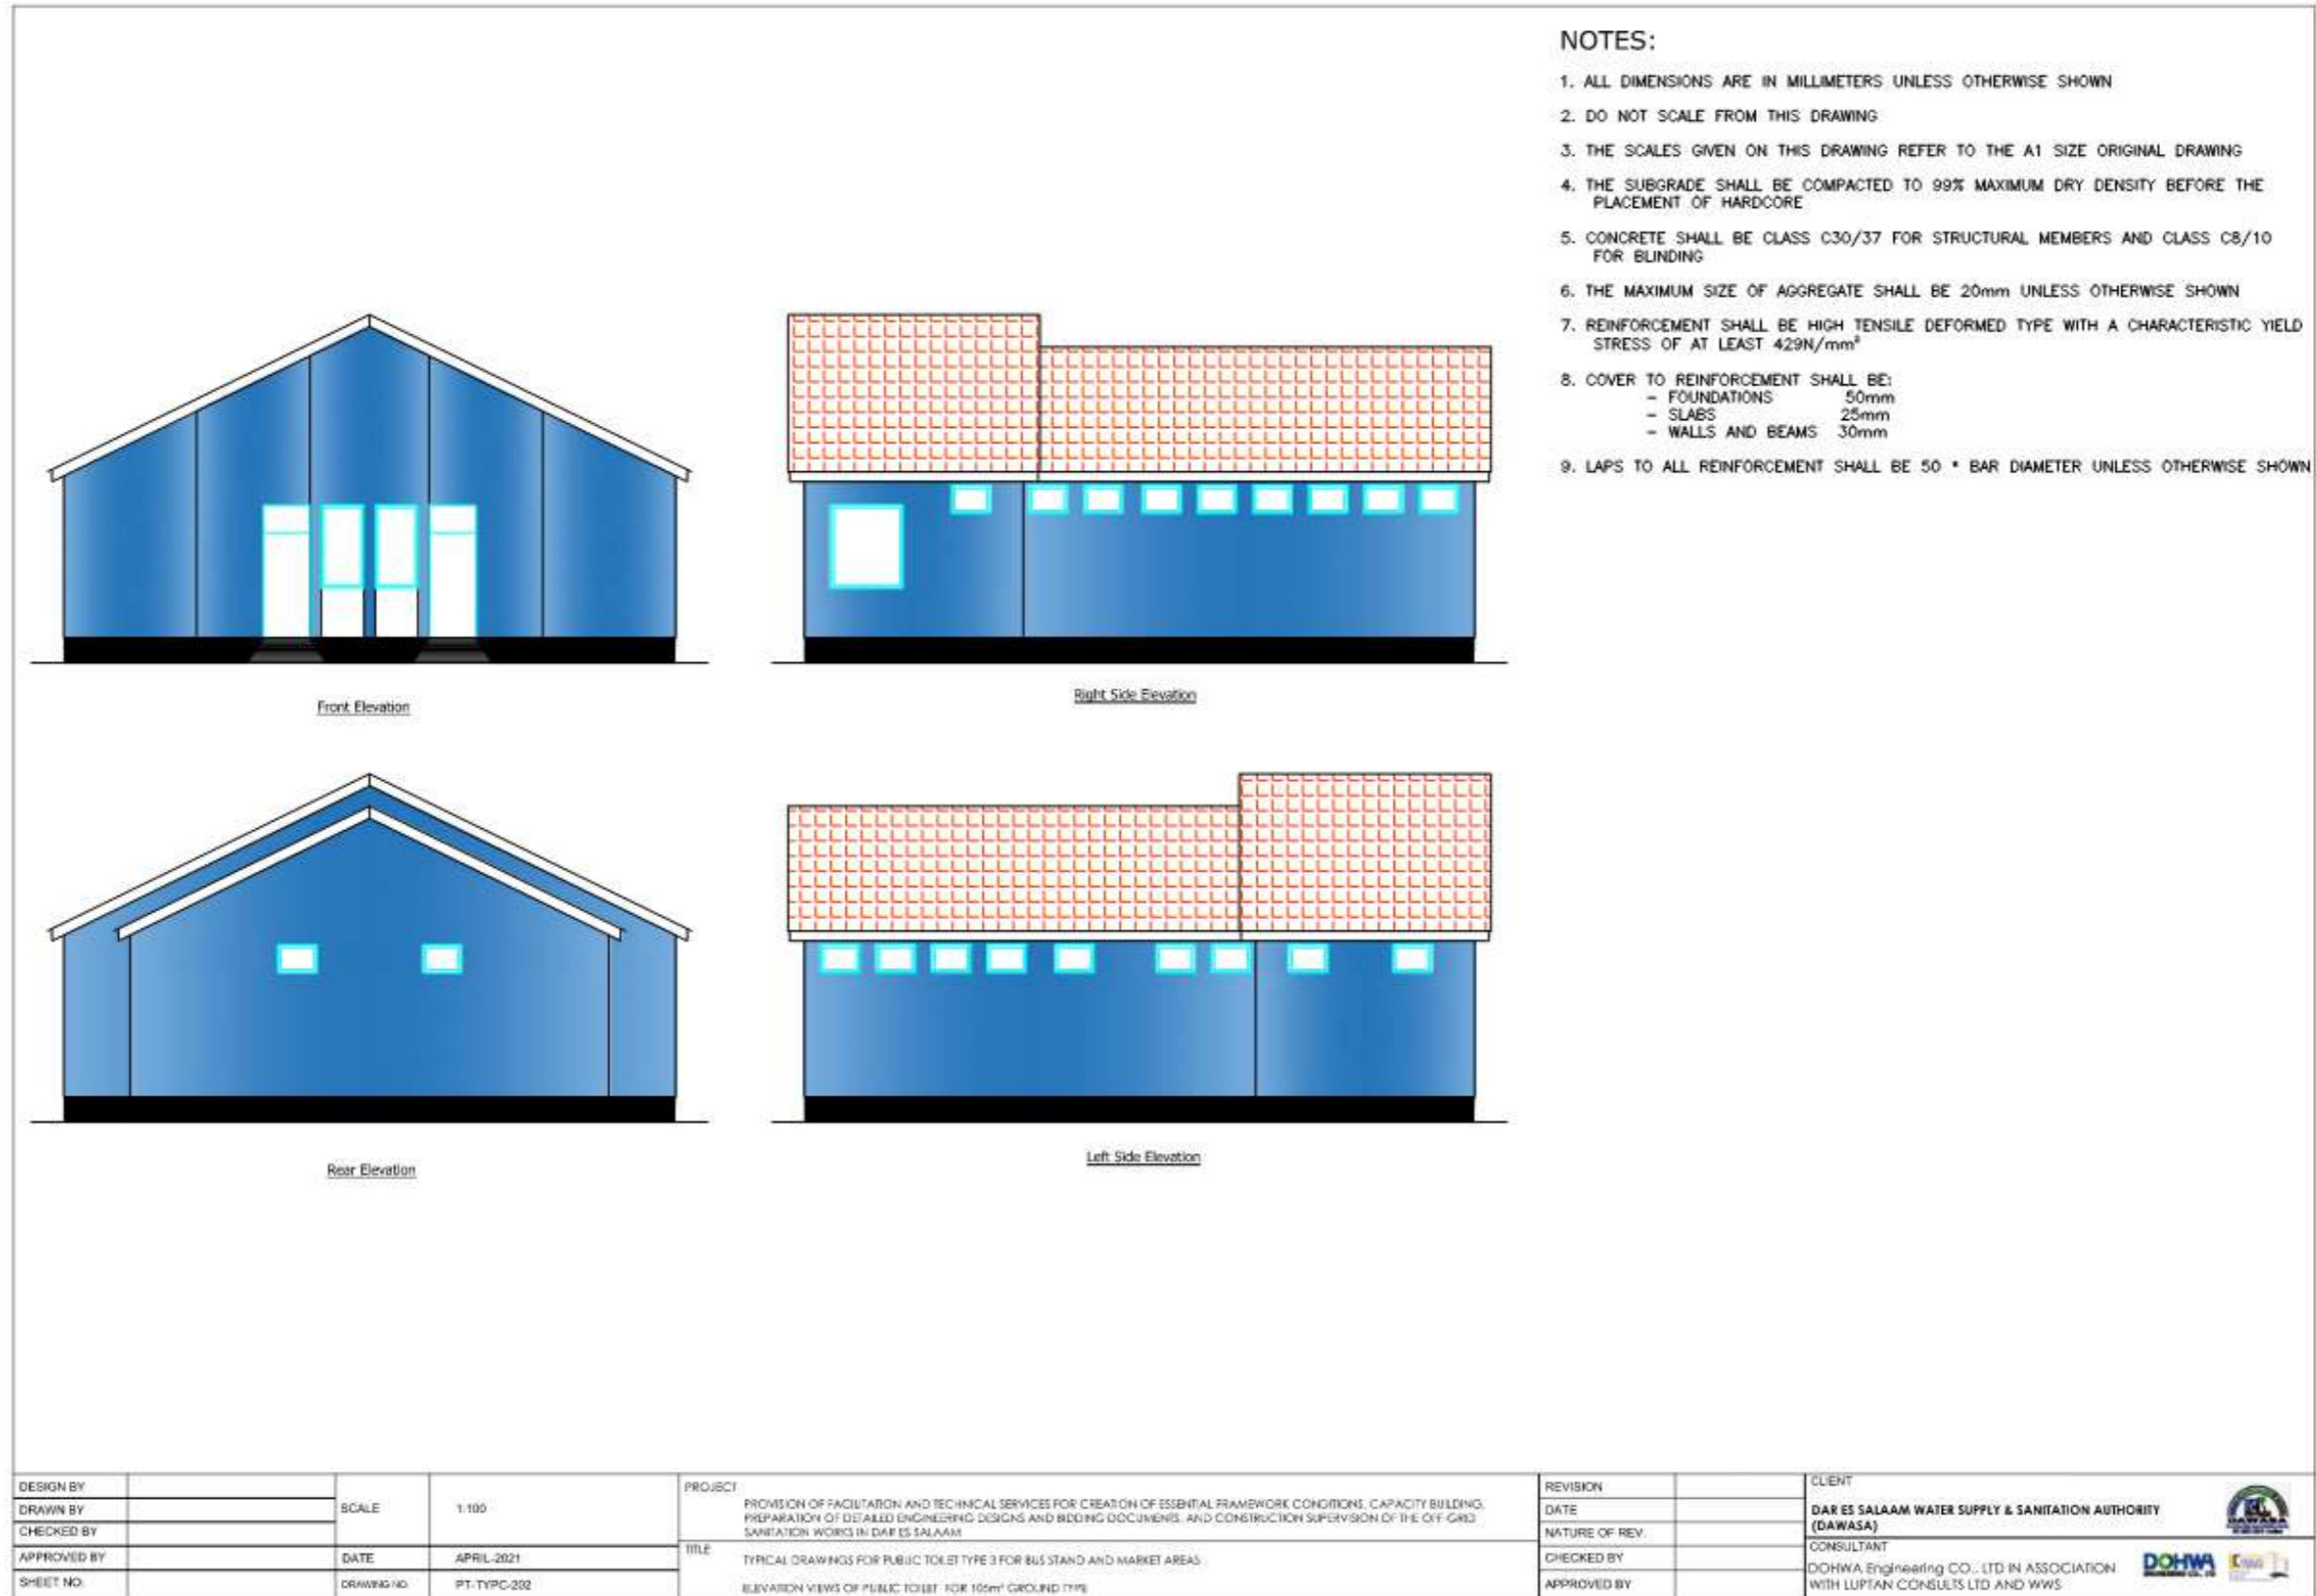 NOTES:
1. ALL DIMENSIONS ARE IN MILLIMETERS UNLESS OTHERWISE SHOWN
2. DO NOT SCALE FROM THIS DRAWING
3. THE SCALES GIVEN ON THIS DRAWING REFER TO THE A1 SIZE ORIGINAL DRAWING
4. THE SUBGRADE SHALL BE COMPACTED TO 99% MAXIMUM DRY DENSITY BEFORE THE
PLACEMENT OF HARDCORE
5. CONCRETE SHALL BE CLASS C30/37 FOR STRUCTURAL MEMBERS AND CLASS C8/10
FOR BLINDING
6. THE MAXIMUM SIZE OF AGGREGATE SHALL BE 20mm UNLESS OTHERWISE SHOWN
7. REINFORCEMENT SHALL BE HIGH TENSILE DEFORMED TYPE WITH A CHARACTERISTIC YIELD
STRESS OF AT LEAST 429N/mm²
8. COVER TO REINFORCEMENT SHALL BE:
- FOUNDATIONS 50mm
- SLABS 25mm
- WALLS AND BEAMS 30mm
9. LAPS TO ALL REINFORCEMENT SHALL BE 50 * BAR DIAMETER UNLESS OTHERWISE SHOWN
Front Elevation
Right Side Elevation
Rear Elevation
Left Side Elevation
DESIGN BY
DRAWN BY
CHECKED BY
APPROVED BY
SHEET NO.
SCALE 1:100
DATE APRIL-2021
DRAWING NO. PT-TYPC-202
PROJECT
PROVISION OF FACILITATION AND TECHNICAL SERVICES FOR CREATION OF ESSENTIAL FRAMEWORK CONDITIONS, CAPACITY BUILDING,
PREPARATION OF DETAILED ENGINEERING DESIGNS AND BIDDING DOCUMENTS, AND CONSTRUCTION SUPERVISION OF THE OFF-GRID
SANITATION WORKS IN DAR ES SALAAM
TITLE
TYPICAL DRAWINGS FOR PUBLIC TOILET TYPE 3 FOR BUS STAND AND MARKET AREAS
ELEVATION VIEWS OF PUBLIC TOILET FOR 105m² GROUND TYPE
REVISION
DATE
NATURE OF REV.
CHECKED BY
APPROVED BY
CLIENT
DAR ES SALAAM WATER SUPPLY & SANITATION AUTHORITY
(DAWASA)
DAWASA
CONSULTANT
DOHWA Engineering CO., LTD IN ASSOCIATION
WITH LUPTAN CONSULTS LTD AND WWS
DOHWA